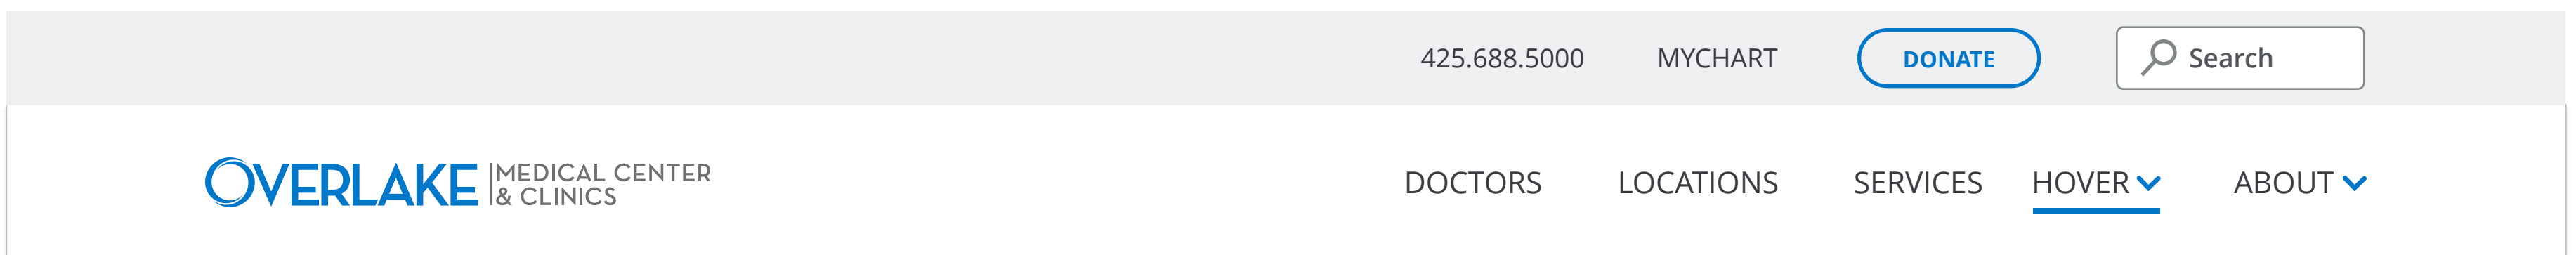 425.688.5000 MYCHART DONATE Search
OVERLAKE MEDICAL CENTER
& CLINICS
DOCTORS LOCATIONS SERVICES HOVER ABOUT